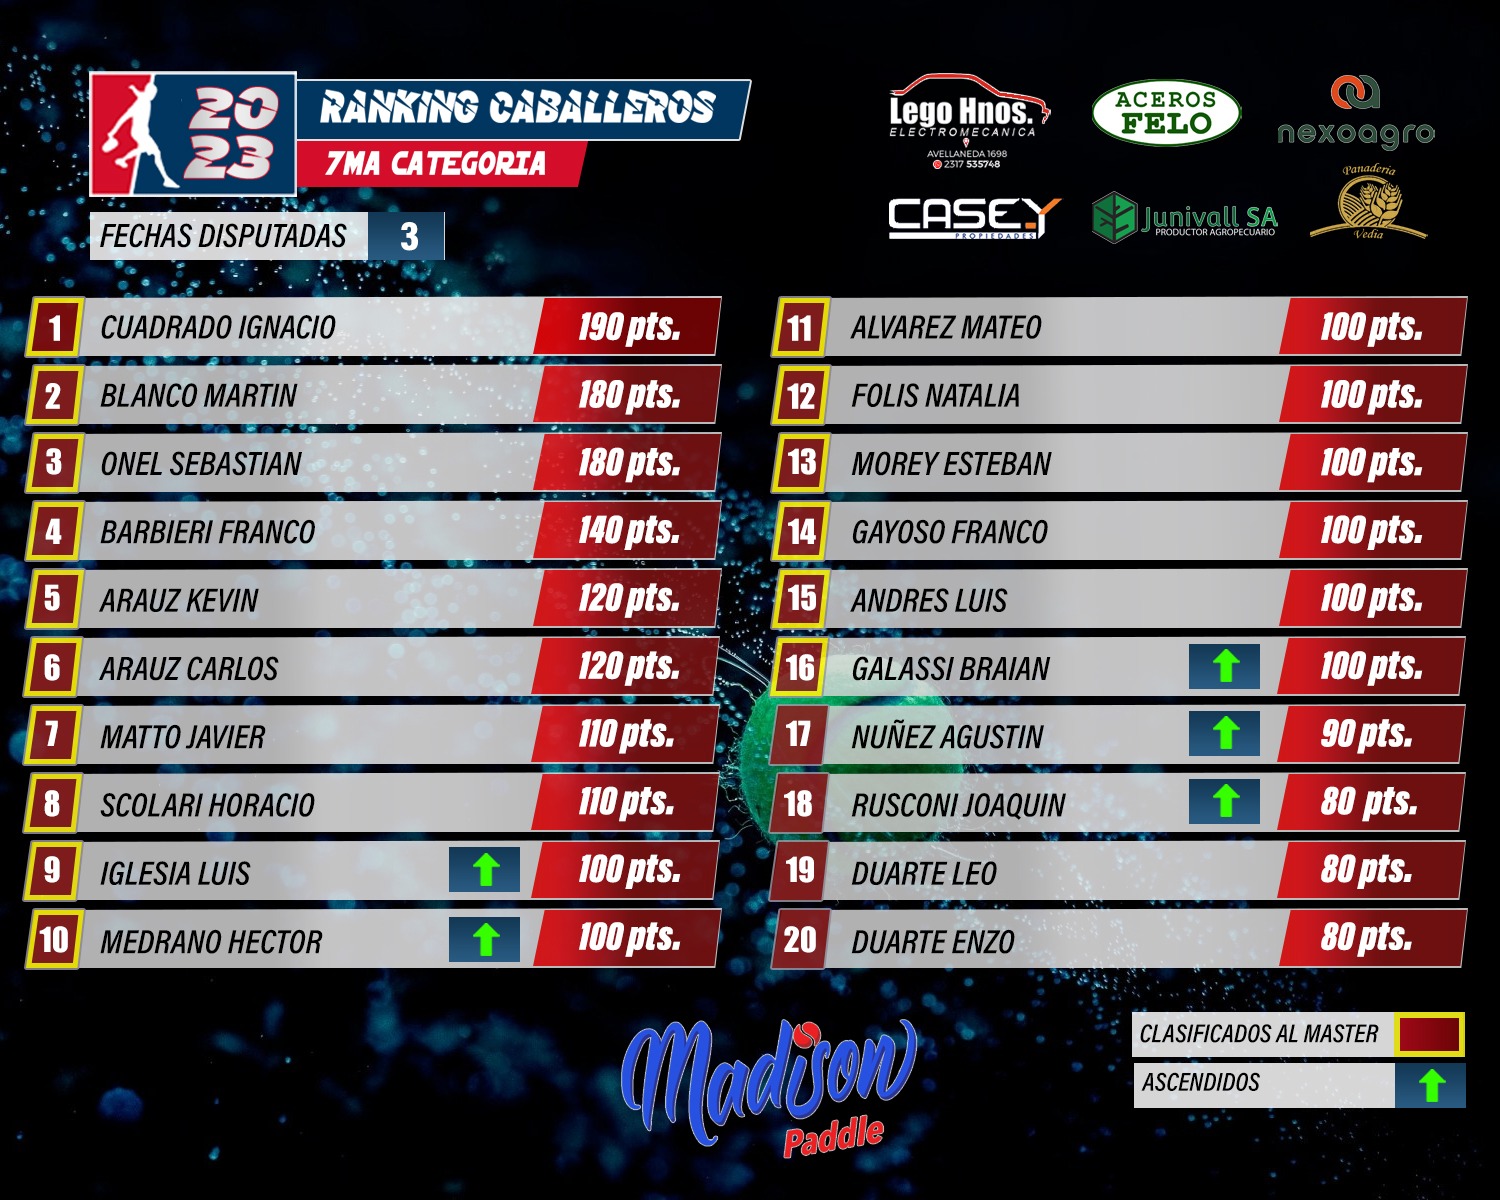 2023
RANKING CABALLEROS
7MA CATEGORIA
FECHAS DISPUTADAS 3
Lego Hnos.
ELECTROMECANICA
AVELLANEDA 1698
2317 535748
ACEROS
FELO
nexoagro
CASEY
PROPIEDADES
Junivall SA
PRODUCTOR AGROPECUARIO
Panaderia
Vedia
1 CUADRADO IGNACIO 190 pts.
2 BLANCO MARTIN 180 pts.
3 ONEL SEBASTIAN 180 pts.
4 BARBIERI FRANCO 140 pts.
5 ARAUZ KEVIN 120 pts.
6 ARAUZ CARLOS 120 pts.
7 MATTO JAVIER 110 pts.
8 SCOLARI HORACIO 110 pts.
9 IGLESIA LUIS 100 pts.
10 MEDRANO HECTOR 100 pts.
11 ALVAREZ MATEO 100 pts.
12 FOLIS NATALIA 100 pts.
13 MOREY ESTEBAN 100 pts.
14 GAYOSO FRANCO 100 pts.
15 ANDRES LUIS 100 pts.
16 GALASSI BRAIAN 100 pts.
17 NUÑEZ AGUSTIN 90 pts.
18 RUSCONI JOAQUIN 80 pts.
19 DUARTE LEO 80 pts.
20 DUARTE ENZO 80 pts.
Madison
Paddle
CLASIFICADOS AL MASTER
ASCENDIDOS